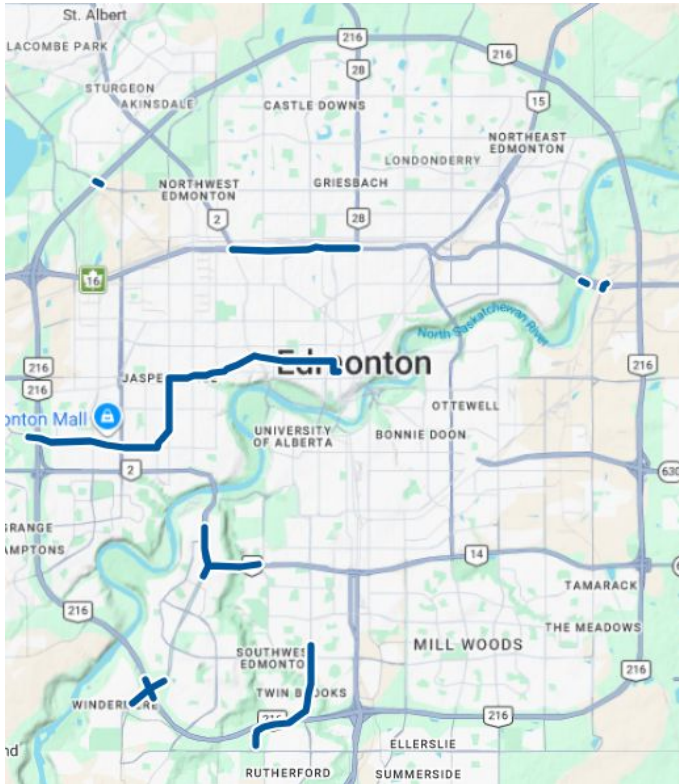 St. Albert
LACOMBE PARK
216
28
216
STURGEON
AKINSDALE
CASTLE DOWNS
15
NORTHEAST
EDMONTON
LONDONDERRY
NORTHWEST
EDMONTON
GRIESBACH
2
28
16
North Saskatchewan
River
216
216
216
Edmonton
JASPE
onton Mall
OTTEWELL
UNIVERSITY
OF ALBERTA
BONNIE DOON
2
630
GRANGE
AMPTONS
14
TAMARACK
216
THE MEADOWS
SOUTHWES
EDMONTO
MILL WOODS
216
WINDERMERE
TWIN BROOKS
216
216
nd
ELLERSLIE
RUTHERFORD
SUMMERSIDE